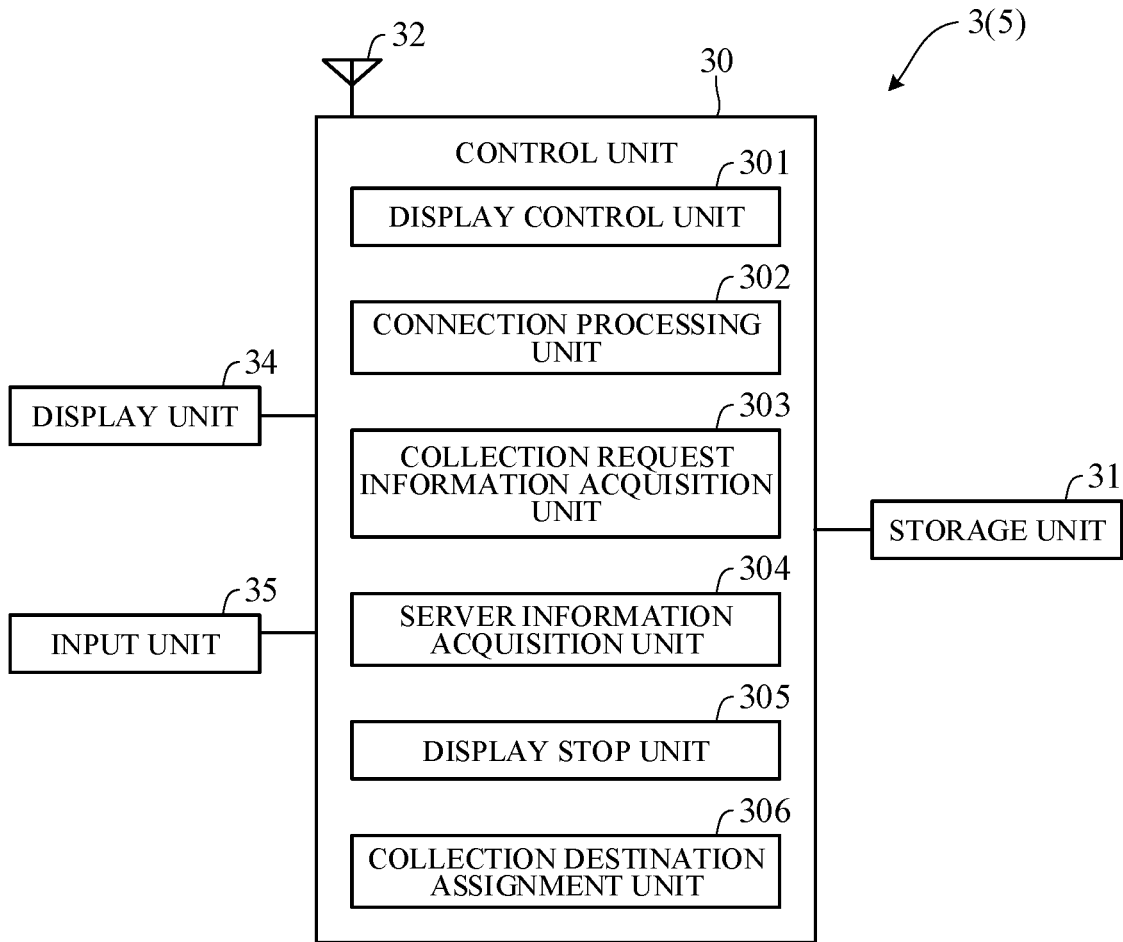 32
30
3(5)
CONTROL UNIT
301
DISPLAY CONTROL UNIT
302
CONNECTION PROCESSING
UNIT
34
DISPLAY UNIT
303
COLLECTION REQUEST
INFORMATION ACQUISITION
UNIT
31
STORAGE UNIT
304
SERVER INFORMATION
ACQUISITION UNIT
35
INPUT UNIT
305
DISPLAY STOP UNIT
306
COLLECTION DESTINATION
ASSIGNMENT UNIT